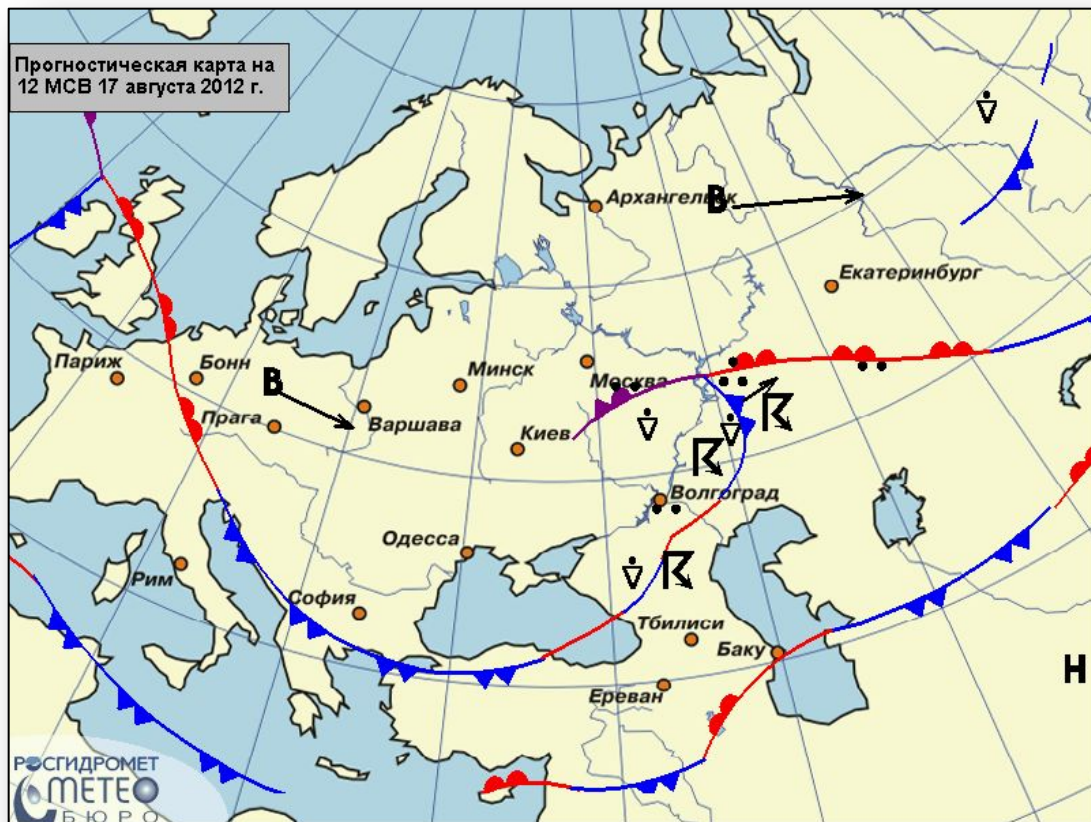 Прогностическая карта на
12 МСВ 17 августа 2012 г.
Архангельск
В
Екатеринбург
Париж
Бонн
Минск
Москва
В
Прага
Варшава
Киев
Волгоград
Одесса
Рим
София
Тбилиси
Баку
Ереван
Н
РОСГИДРОМЕТ
МЕТЕО
БЮРО